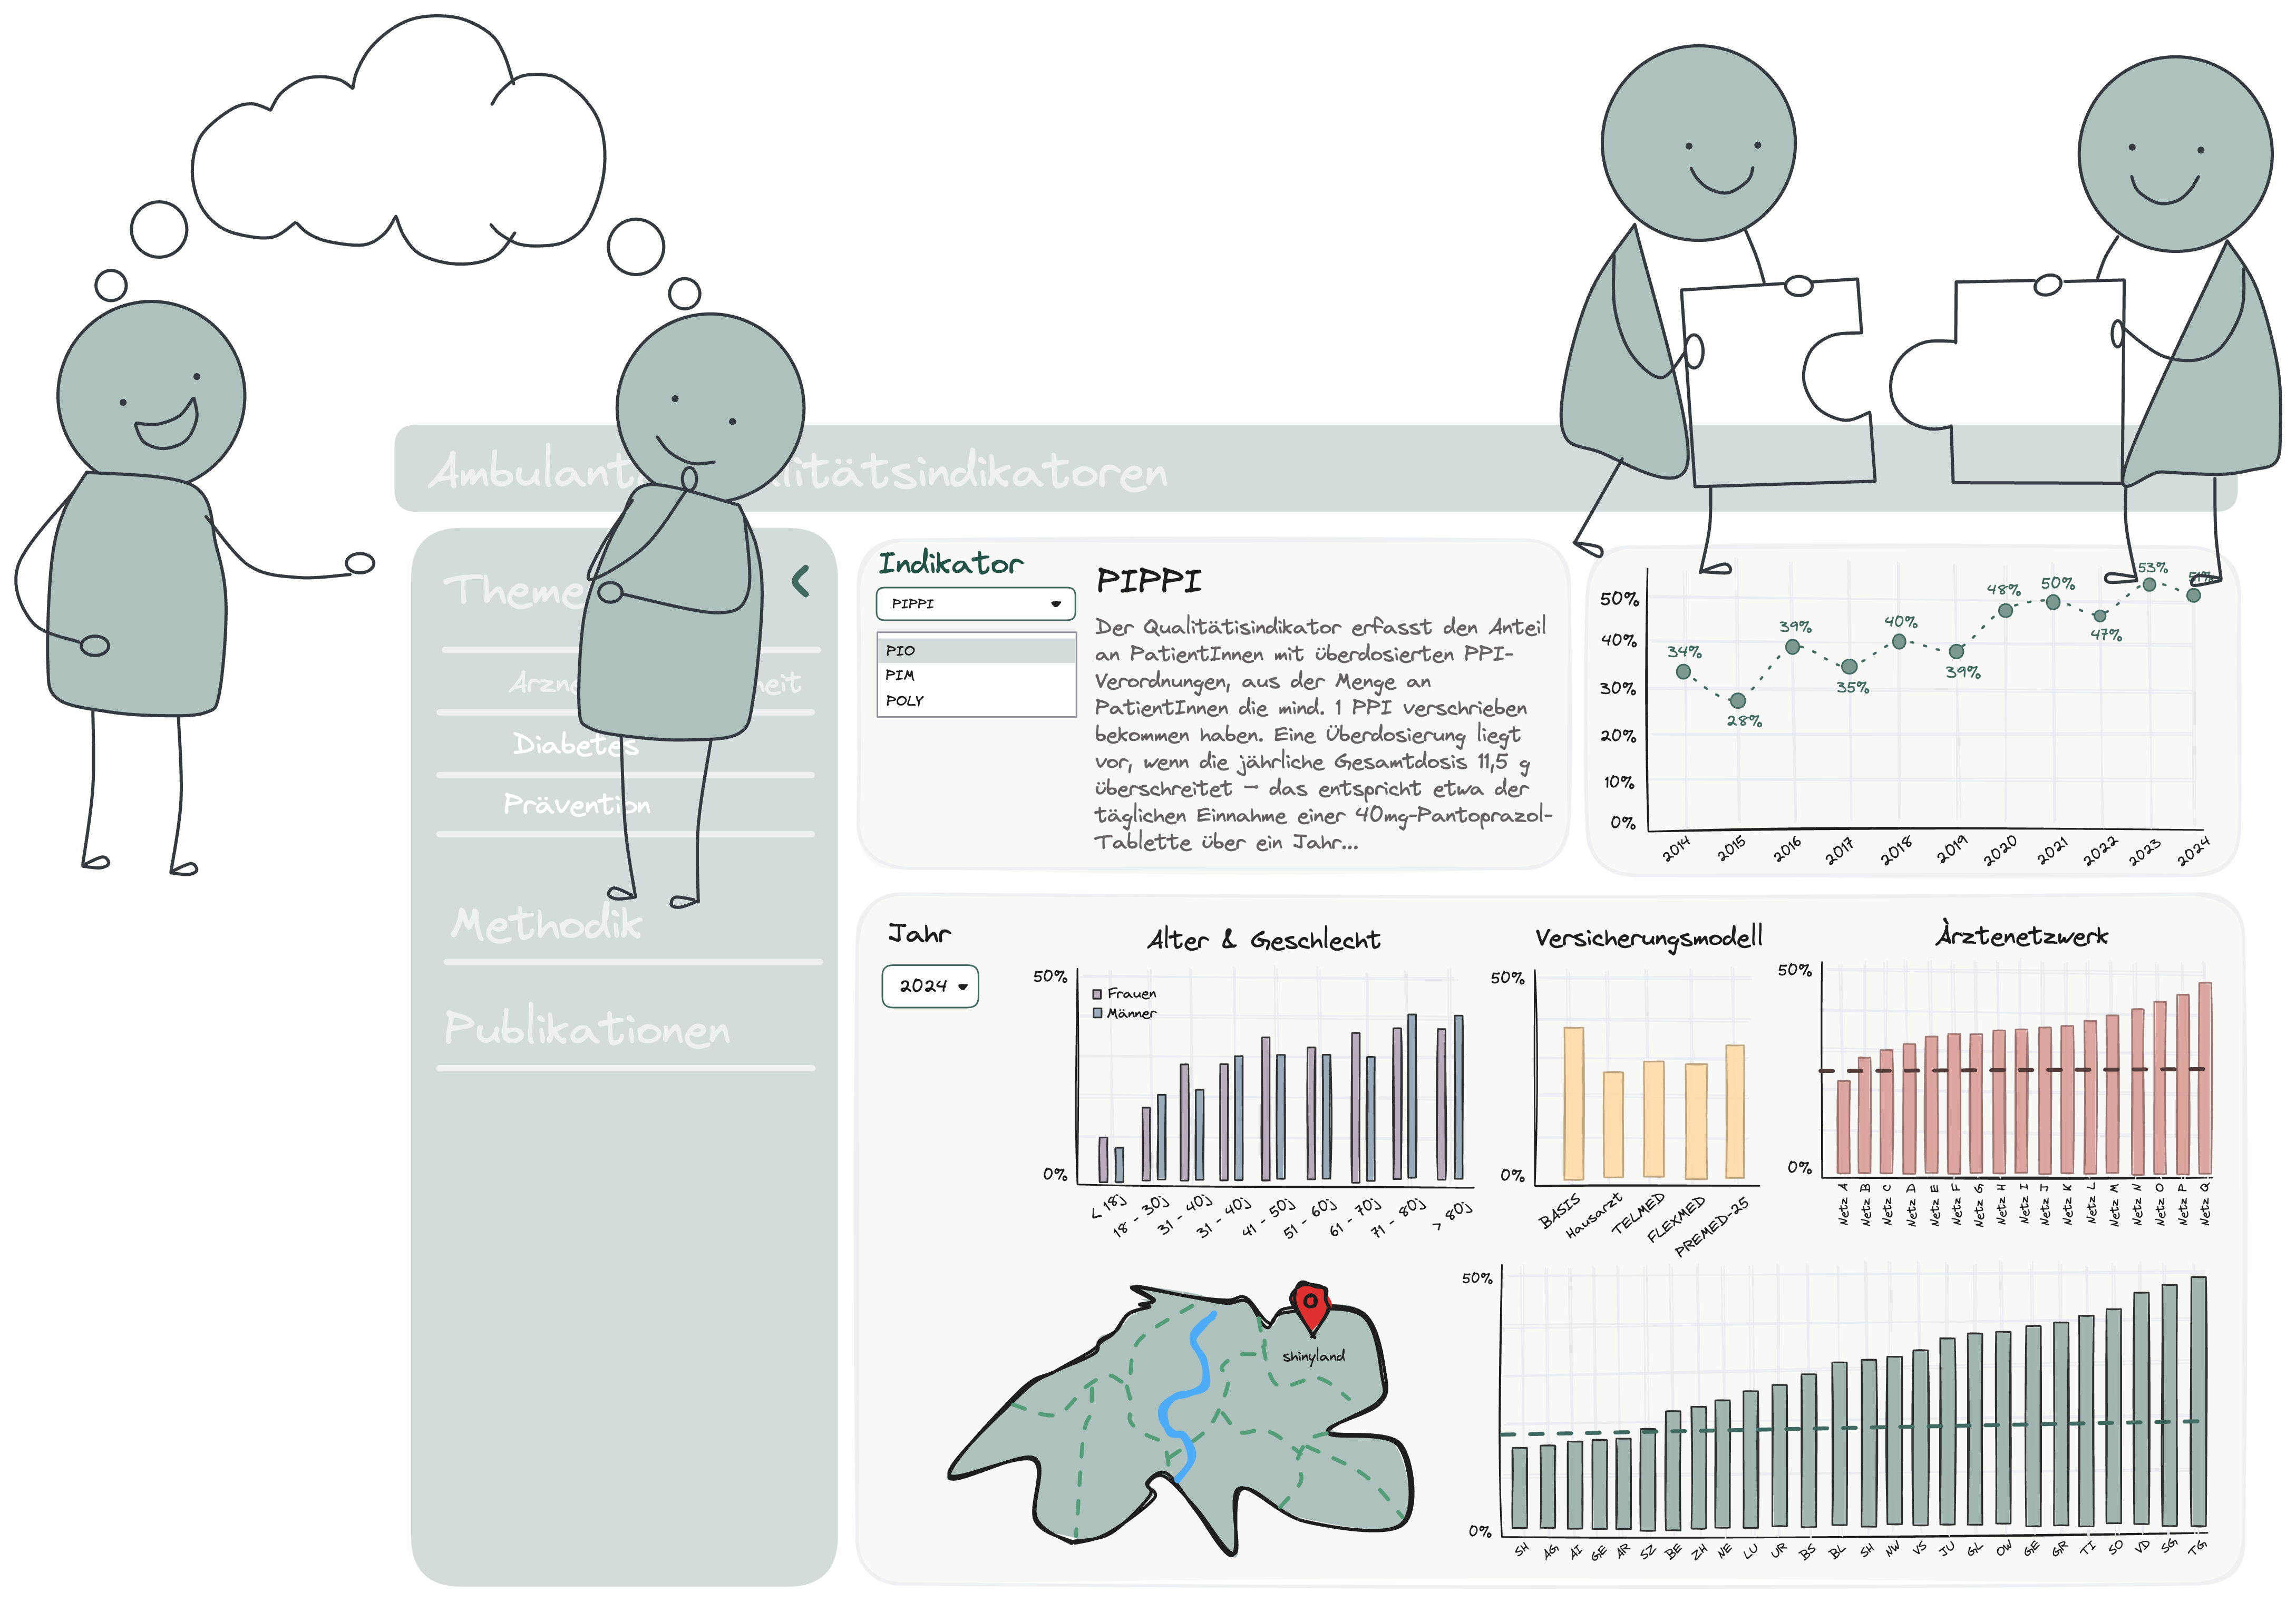 Ambulant litätsindikatoren
Theme
Arzne heit
Diabetes
Prävention
Methodik
Publikationen
Indikator
PIPPI
PIO
PIM
POLY
PIPPI
Der Qualitätisindikator erfasst den Anteil
an PatientInnen mit überdosierten PPI-
Verordnungen, aus der Menge an
PatientInnen die mind. 1 PPI verschrieben
bekommen haben. Eine Überdosierung liegt
vor, wenn die jährliche Gesamtdosis 11,5 g
überschreitet – das entspricht etwa der
täglichen Einnahme einer 40mg-Pantoprazol-
Tablette über ein Jahr...
50%
40%
30%
20%
10%
0%
34%
28%
39%
35%
40%
39%
48%
50%
47%
53%
51%
2014
2015
2016
2017
2018
2019
2020
2021
2022
2023
2024
Jahr
2024
Alter & Geschlecht
50%
0%
Frauen
Männer
< 18j
18 - 30j
31 - 40j
31 - 40j
41 - 50j
51 - 60j
61 - 70j
71 - 80j
> 80j
Versicherungsmodell
50%
0%
BASIS
Hausarzt
TELMED
FLEXMED
PREMED-25
Àrztenetzwerk
50%
0%
Netz A
Netz B
Netz C
Netz D
Netz E
Netz F
Netz G
Netz H
Netz I
Netz J
Netz K
Netz L
Netz M
Netz N
Netz O
Netz P
Netz Q
shinyland
50%
0%
SH
AG
AI
GE
AR
SZ
BE
ZH
NE
LU
UR
BS
BL
SH
NW
VS
JU
GL
OW
GE
GR
TI
SO
VD
SG
TG